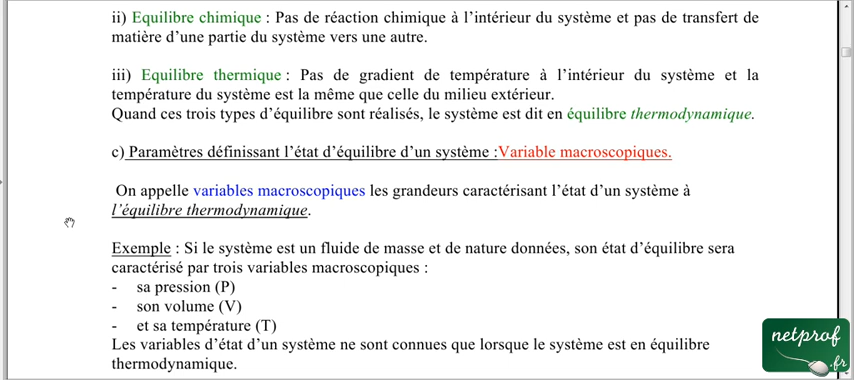 ii) Equilibre chimique : Pas de réaction chimique à l'intérieur du système et pas de transfert de
matière d'une partie du système vers une autre.
iii) Equilibre thermique : Pas de gradient de température à l'intérieur du système et la
température du système est la même que celle du milieu extérieur.
Quand ces trois types d'équilibre sont réalisés, le système est dit en équilibre thermodynamique.
c) Paramètres définissant l'état d'équilibre d'un système :Variable macroscopiques.
On appelle variables macroscopiques les grandeurs caractérisant l'état d'un système à
l'équilibre thermodynamique.
Exemple : Si le système est un fluide de masse et de nature données, son état d'équilibre sera
caractérisé par trois variables macroscopiques :
- sa pression (P)
- son volume (V)
- et sa température (T)
Les variables d'état d'un système ne sont connues que lorsque le système est en équilibre
thermodynamique.
netprof
.fr